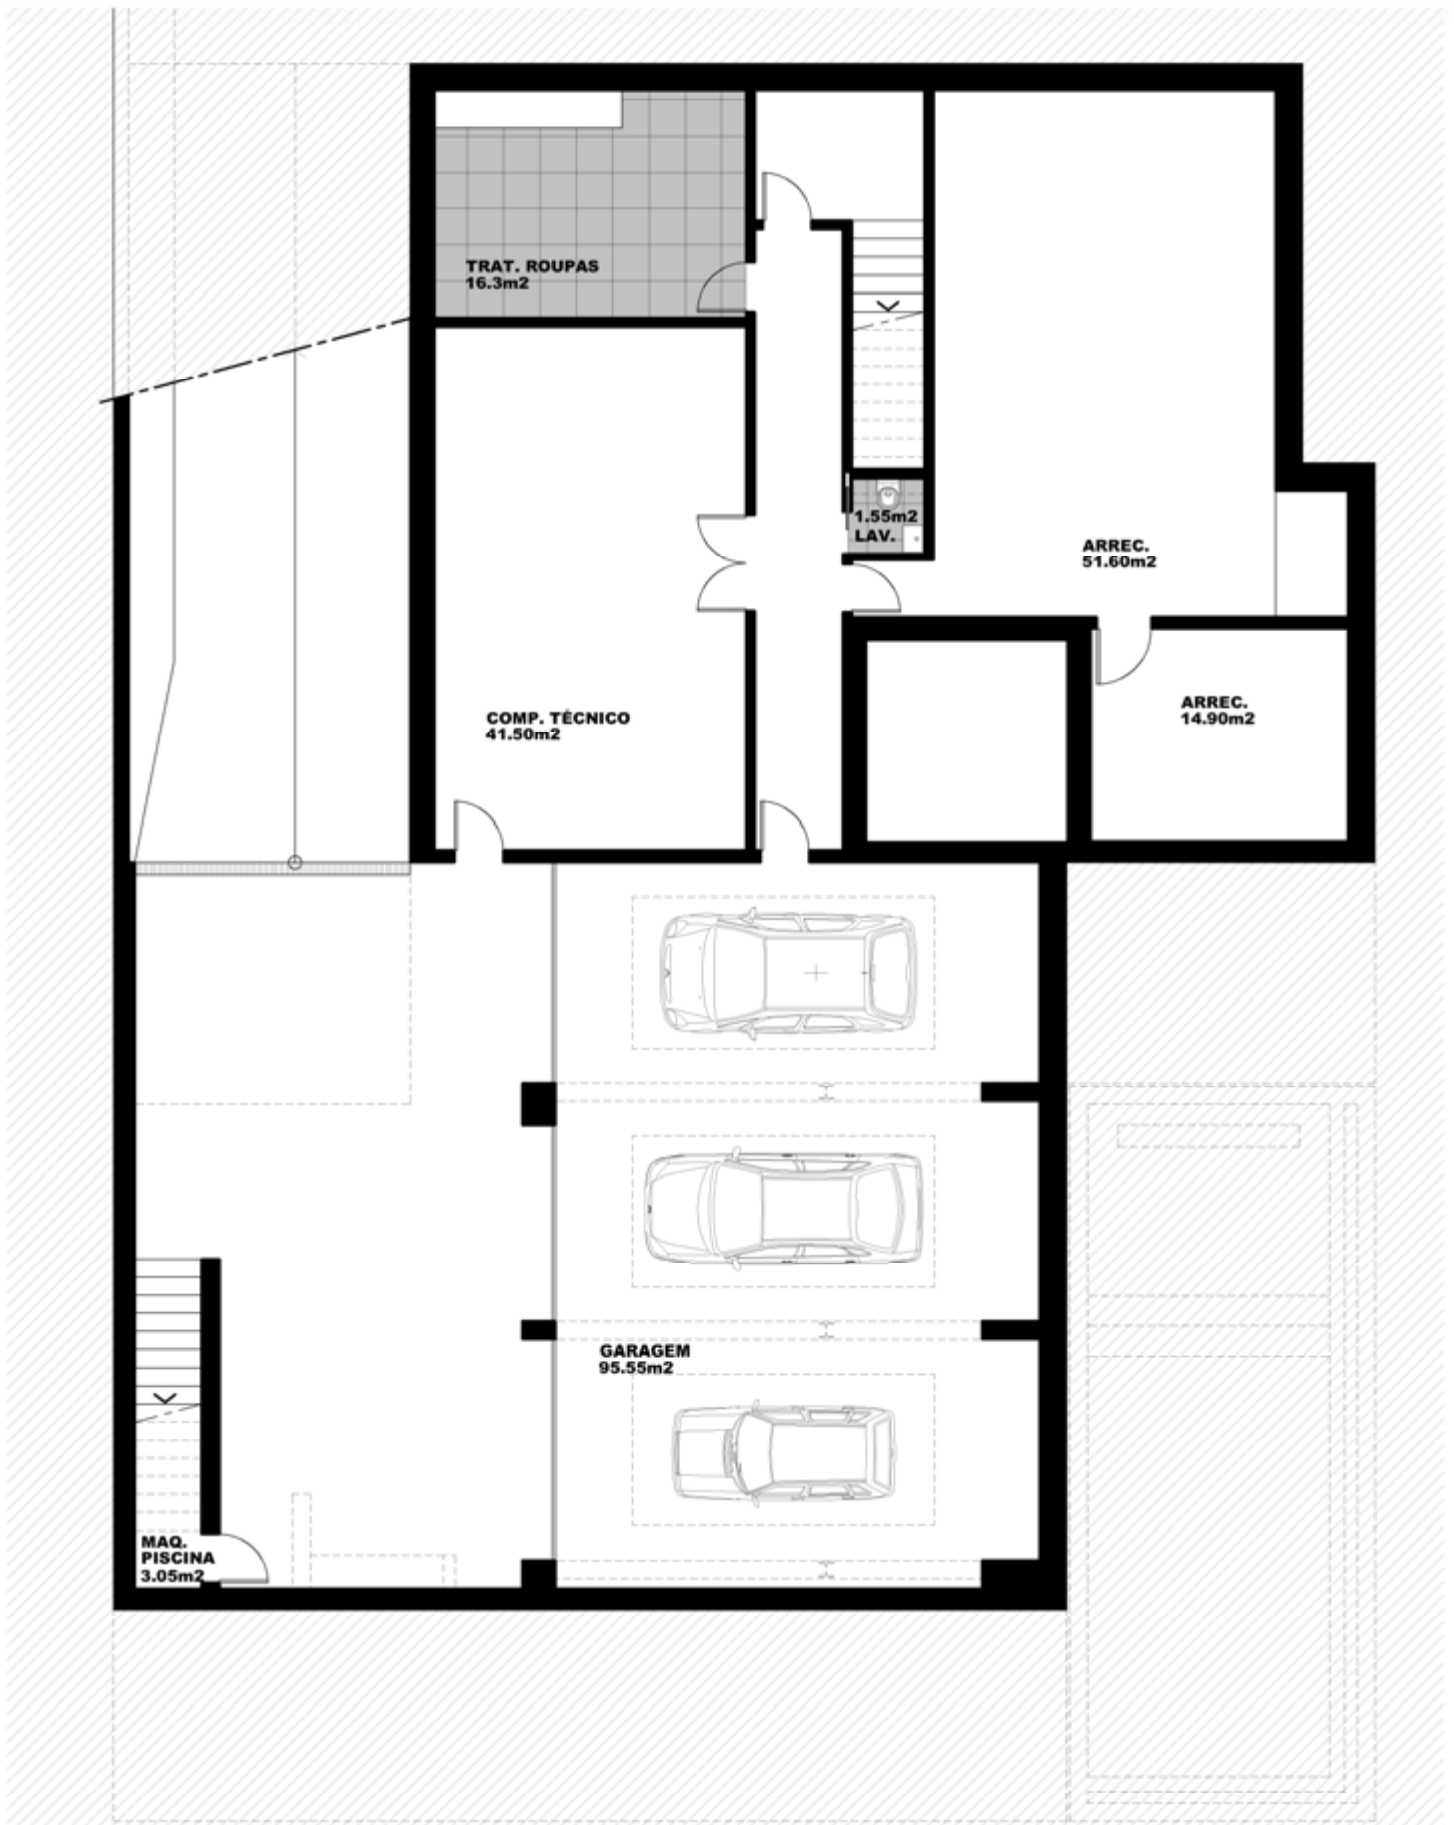 TRAT. ROUPAS
16.3m2
1.55m2
LAV.
ARREC.
51.60m2
COMP. TÉCNICO
41.50m2
ARREC.
14.90m2
GARAGEM
95.55m2
MAQ.
PISCINA
3.05m2